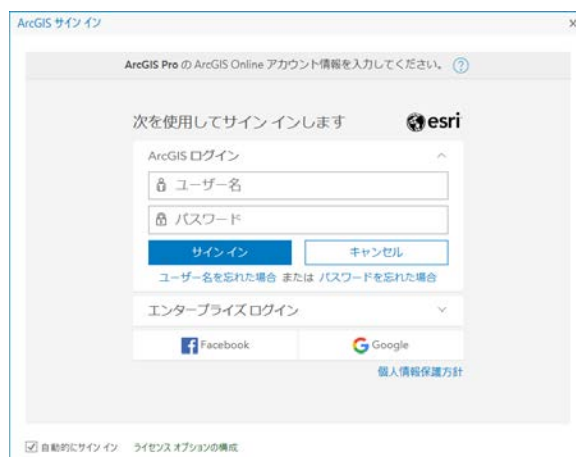 ArcGIS サイン イン
ArcGIS Pro の ArcGIS Online アカウント情報を入力してください。 ?
次を使用してサイン インします esri
ArcGIS ログイン
ユーザー名
パスワード
サイン イン キャンセル
ユーザー名を忘れた場合 または パスワードを忘れた場合
エンタープライズ ログイン
Facebook Google
個人情報保護方針
自動的にサイン イン ライセンス オプションの構成